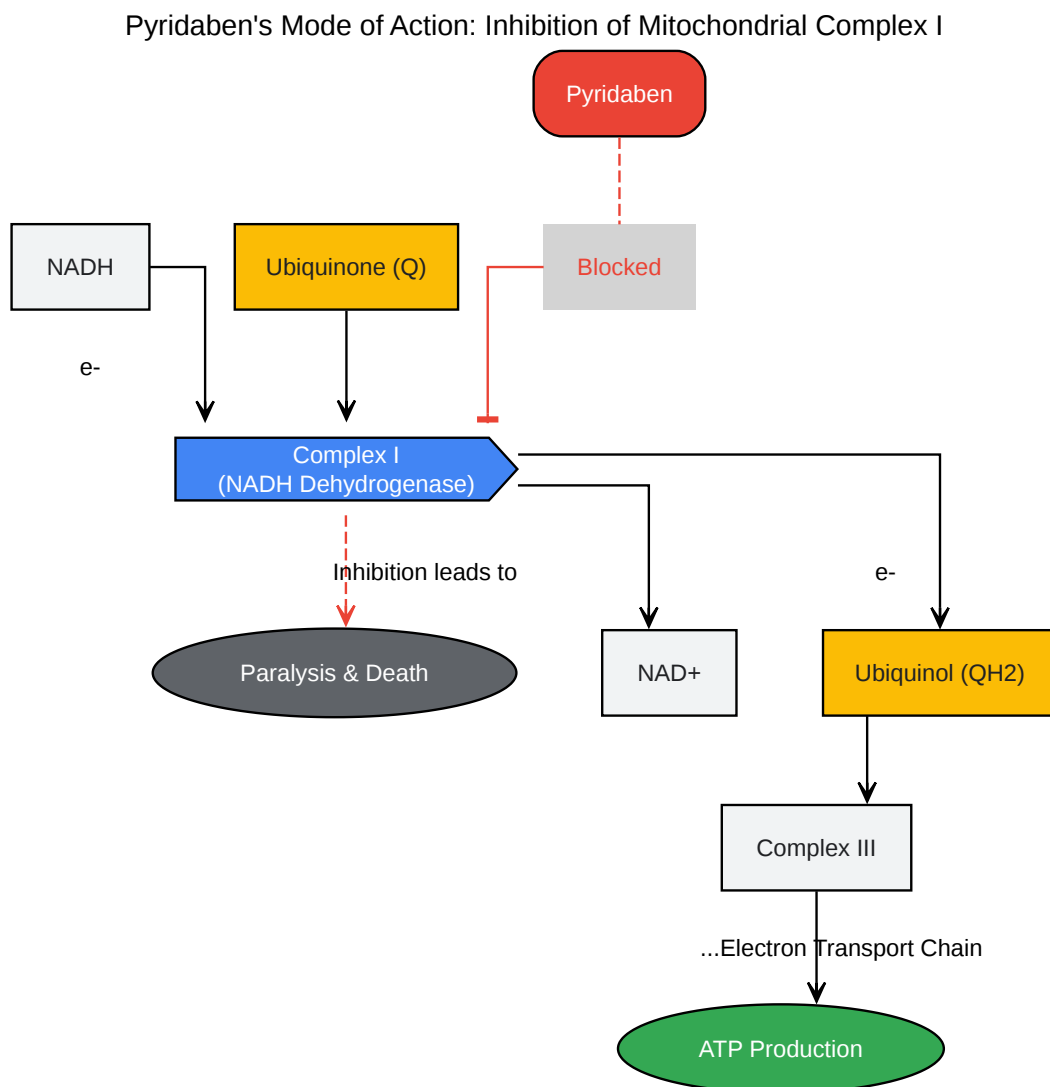 Pyridaben's Mode of Action: Inhibition of Mitochondrial Complex I
Pyridaben
NADH
Ubiquinone (Q)
Blocked
e-
Complex I
(NADH Dehydrogenase)
Inhibition leads to
e-
Paralysis & Death
NAD+
Ubiquinol (QH2)
Complex III
...Electron Transport Chain
ATP Production